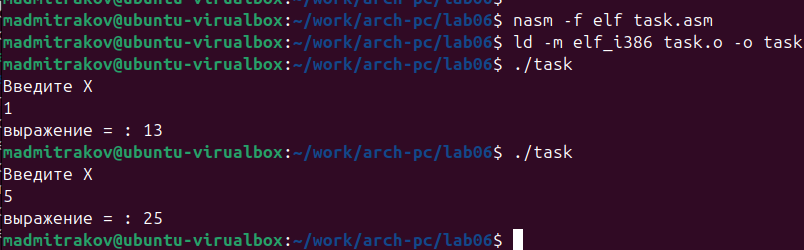 madmitrakov@ubuntu-virualbox:~/work/arch-pc/lab06$ nasm -f elf task.asm
madmitrakov@ubuntu-virualbox:~/work/arch-pc/lab06$ ld -m elf_i386 task.o -o task
madmitrakov@ubuntu-virualbox:~/work/arch-pc/lab06$ ./task
Введите X
1
выражение = : 13
madmitrakov@ubuntu-virualbox:~/work/arch-pc/lab06$ ./task
Введите X
5
выражение = : 25
madmitrakov@ubuntu-virualbox:~/work/arch-pc/lab06$